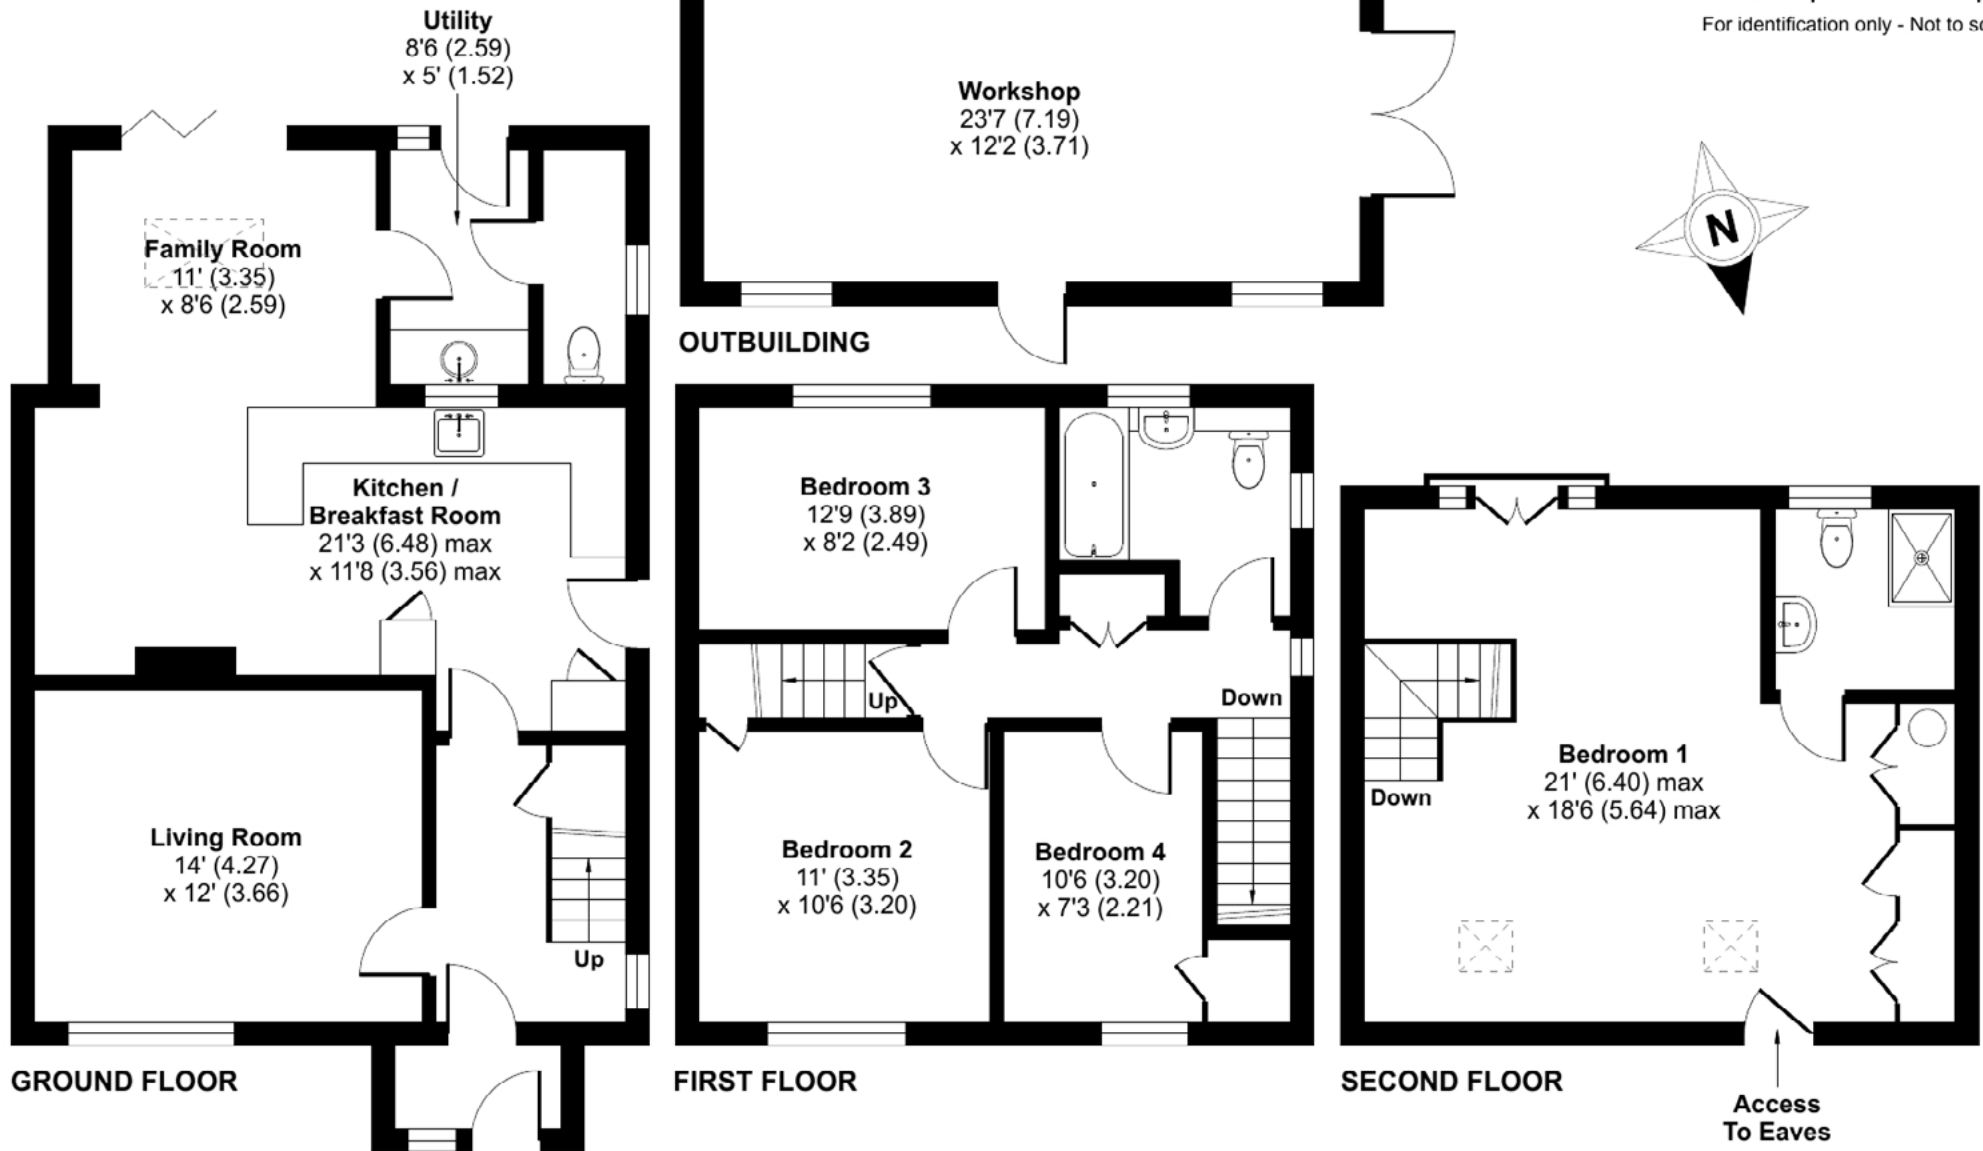 For identification only - Not to
Utility
8'6 (2.59)
x 5' (1.52)
Workshop
23'7 (7.19)
x 12'2 (3.71)
N
Family Room
11' (3.35)
x 8'6 (2.59)
OUTBUILDING
Kitchen /
Breakfast Room
21'3 (6.48) max
x 11'8 (3.56) max
Living Room
14' (4.27)
x 12' (3.66)
Up
GROUND FLOOR
Bedroom 3
12'9 (3.89)
x 8'2 (2.49)
Up
Down
Bedroom 2
11' (3.35)
x 10'6 (3.20)
Bedroom 4
10'6 (3.20)
x 7'3 (2.21)
FIRST FLOOR
Down
Bedroom 1
21' (6.40) max
x 18'6 (5.64) max
SECOND FLOOR
Access
To Eaves